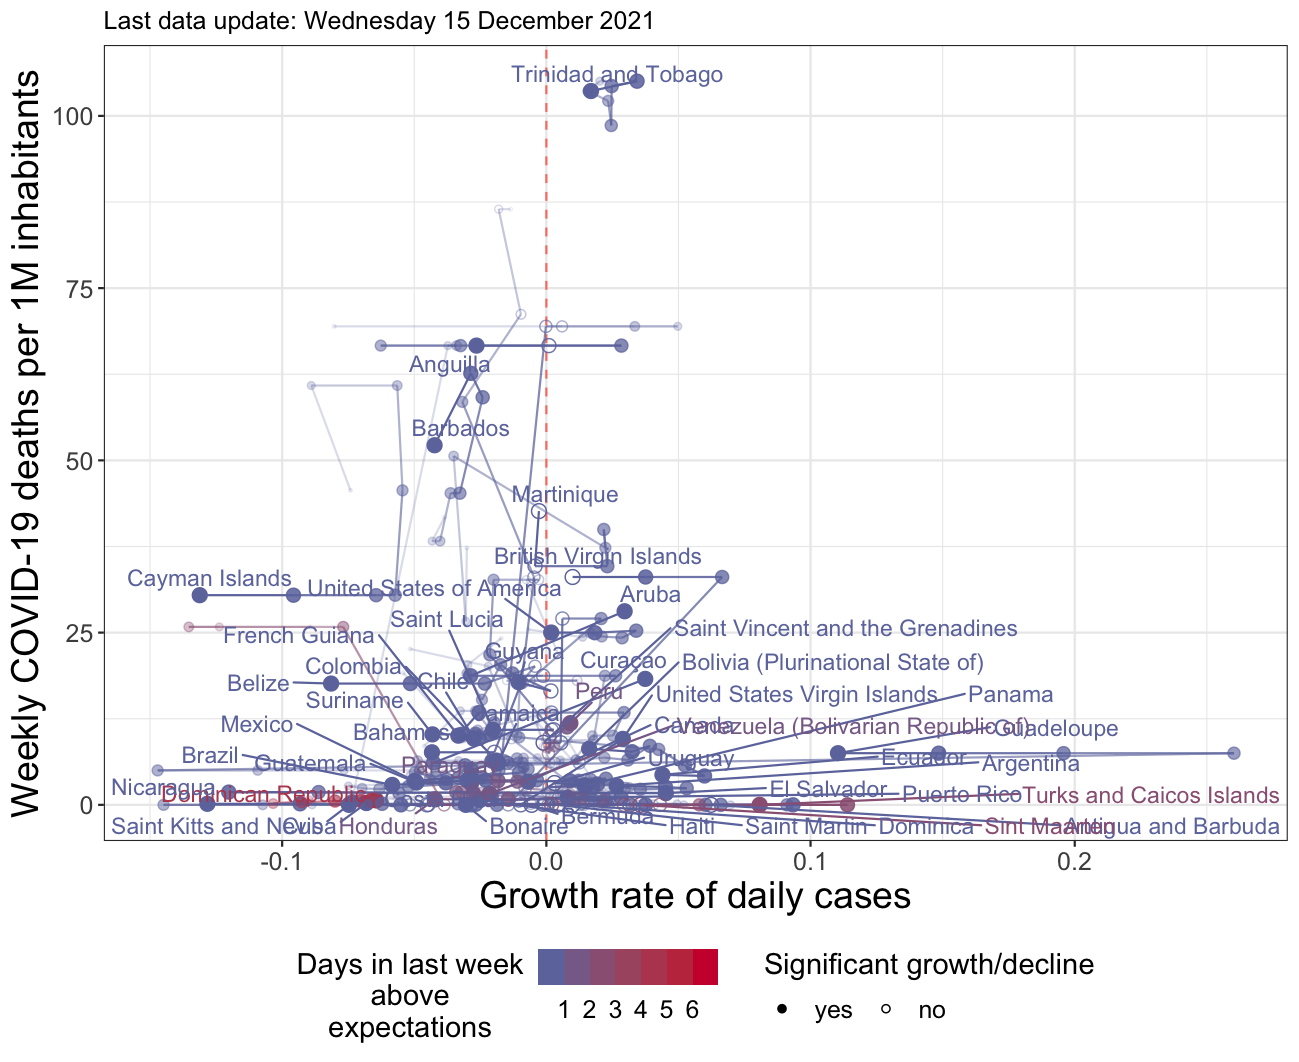 Last data update: Wednesday 15 December 2021
Weekly COVID-19 deaths per 1M inhabitants
100
75
50
25
0
Trinidad and Tobago
Anguilla
Barbados
Martinique
British Virgin Islands
Cayman Islands
United States of America
Aruba
Saint Lucia
French Guiana
Saint Vincent and the Grenadines
Guyana
Curaçao
Colombia
Bolivia (Plurinational State of)
Belize
Chile
Peru
United States Virgin Islands
Panama
Suriname
Jamaica
Mexico
Bahamas
Canada
Venezuela (Bolivarian Republic of)
Guadeloupe
Brazil
Guatemala
Paraguay
Uruguay
Ecuador
Argentina
Nicaragua
Dominican Republic
El Salvador
Puerto Rico
Turks and Caicos Islands
Saint Kitts and Nevis
Cuba
Honduras
Bonaire
Bermuda
Haiti
Saint Martin
Dominica
Sint Maarten
Antigua and Barbuda
-0.1
0.0
0.1
0.2
Growth rate of daily cases
Days in last week
above
expectations
1 2 3 4 5 6
Significant growth/decline
yes
no